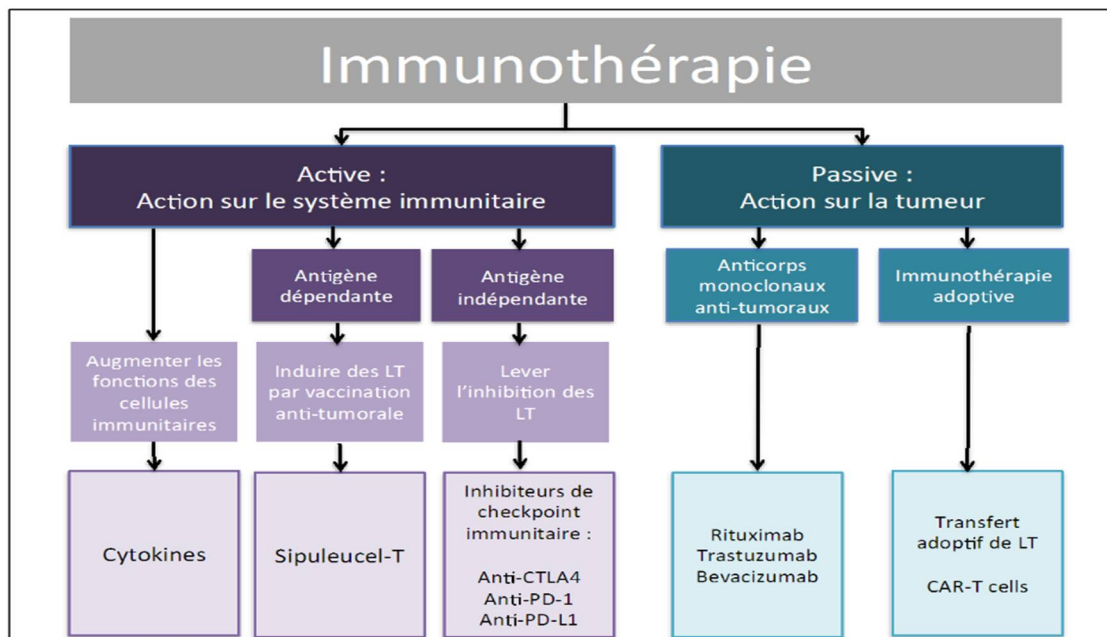 Immunothérapie
Active :
Action sur le système immunitaire
Passive :
Action sur la tumeur
Antigène
dépendante
Antigène
indépendante
Anticorps
monoclonaux
anti-tumoraux
Immunothérapie
adoptive
Augmenter les
fonctions des
cellules
immunitaires
Induire des LT
par vaccination
anti-tumorale
Lever
l’inhibition des
LT
Cytokines
Sipuleucel-T
Inhibiteurs de
checkpoint
immunitaire :
Anti-CTLA4
Anti-PD-1
Anti-PD-L1
Rituximab
Trastuzumab
Bevacizumab
Transfert
adoptif de LT
CAR-T cells